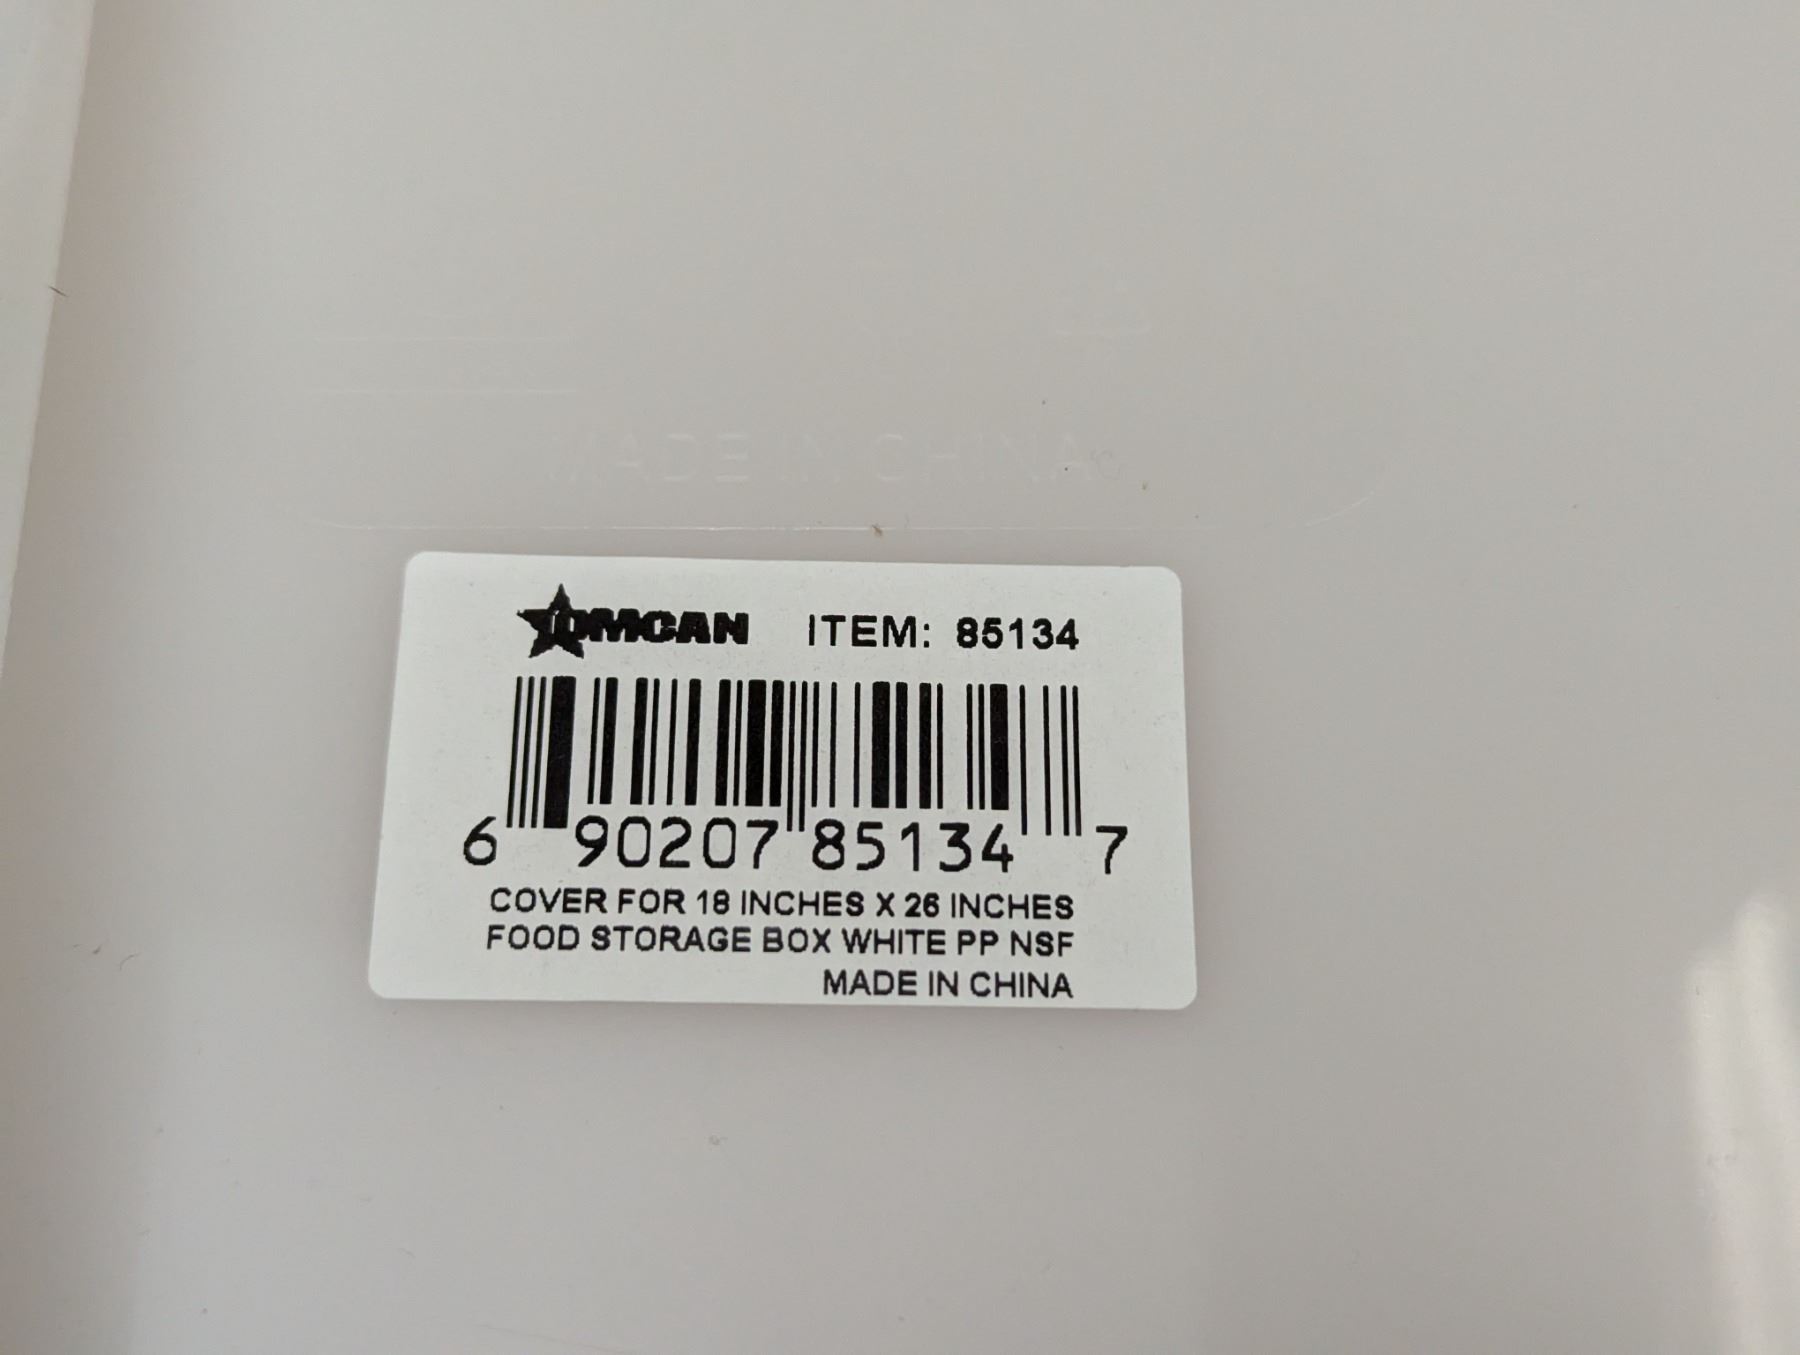 MADE IN CHINA
OMCAN ITEM: 85134
6 90207 85134 7
COVER FOR 18 INCHES X 26 INCHES
FOOD STORAGE BOX WHITE PP NSF
MADE IN CHINA